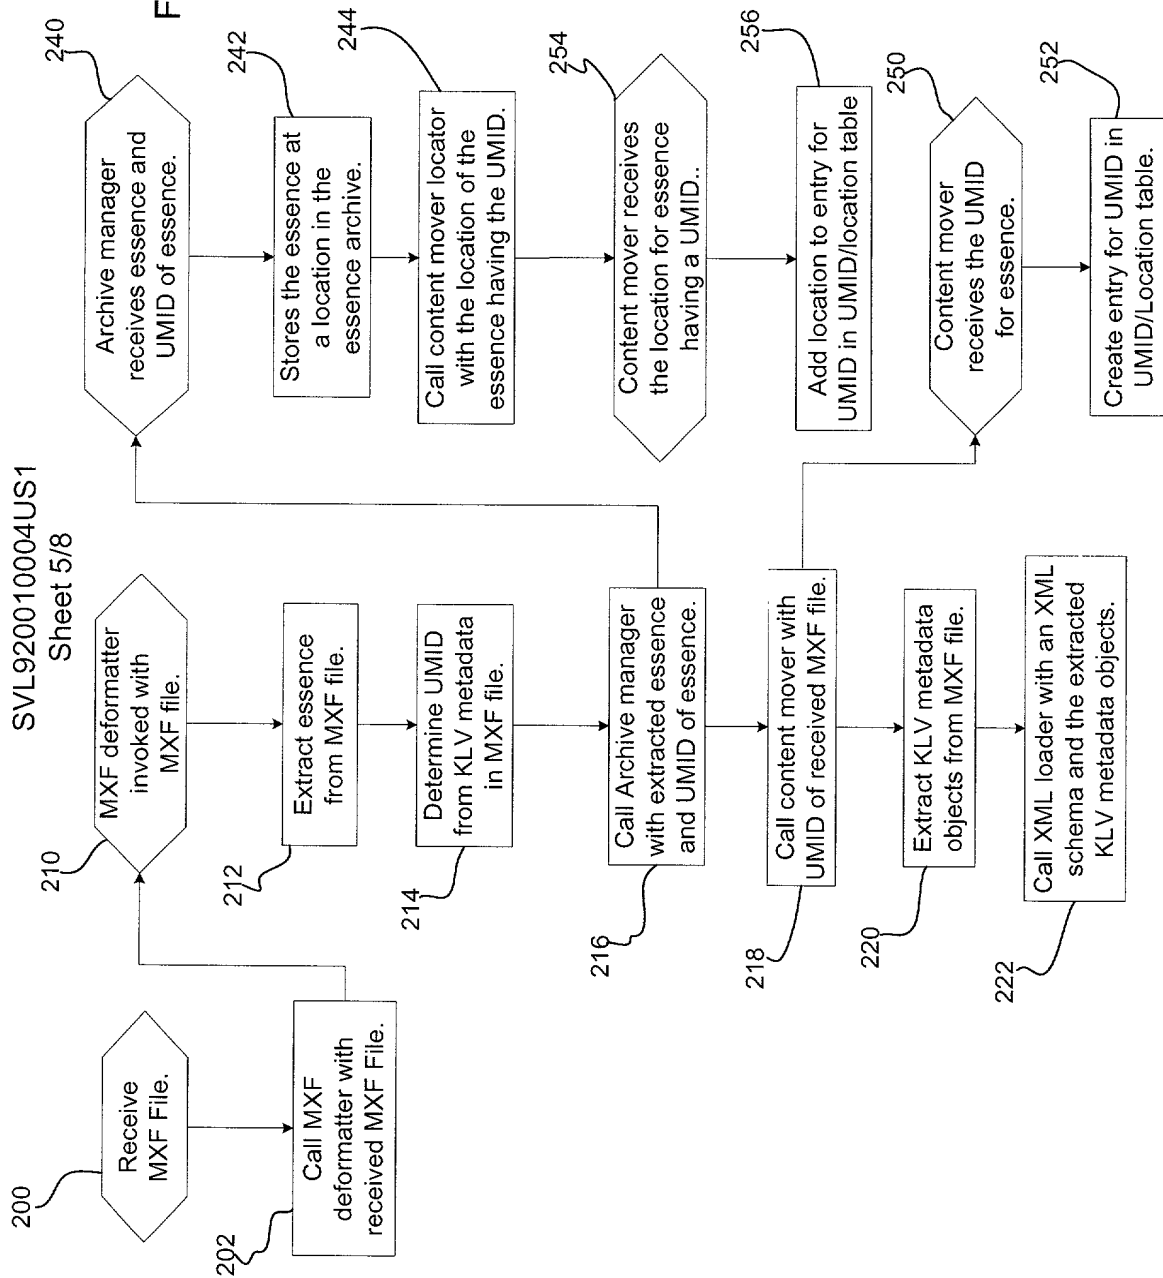 SVL920010004US1
Sheet 5/8
F
200
Receive
MXF File.
202
Call MXF
deformatter with
received MXF File.
210
MXF deformatter
invoked with
MXF file.
212
Extract essence
from MXF file.
214
Determine UMID
from KLV metadata
in MXF file.
216
Call Archive manager
with extracted essence
and UMID of essence.
218
Call content mover with
UMID of received MXF file.
220
Extract KLV metadata
objects from MXF file.
222
Call XML loader with an XML
schema and the extracted
KLV metadata objects.
240
Archive manager
receives essence and
UMID of essence.
242
Stores the essence at
a location in the
essence archive.
244
Call content mover locator
with the location of the
essence having the UMID.
254
Content mover receives
the location for essence
having a UMID..
256
Add location to entry for
UMID in UMID/location table
250
Content mover
receives the UMID
for essence.
252
Create entry for UMID in
UMID/Location table.